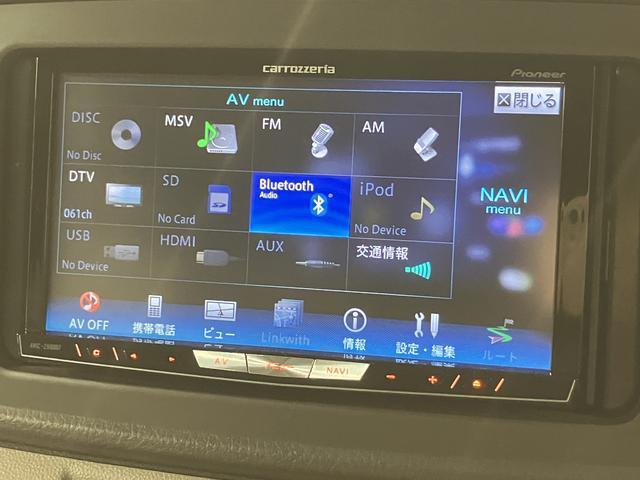 carrozzeria
Pioneer
AV menu
閉じる
DISC
No Disc
MSV
FM
AM
DTV
061ch
SD
No Card
Bluetooth
Audio
iPod
No Device
NAVI
menu
USB
No Device
HDMI
AUX
交通情報
AV OFF
携帯電話
ビュー
Linkwith
情報
設定・編集
ルート
AV
NAVI